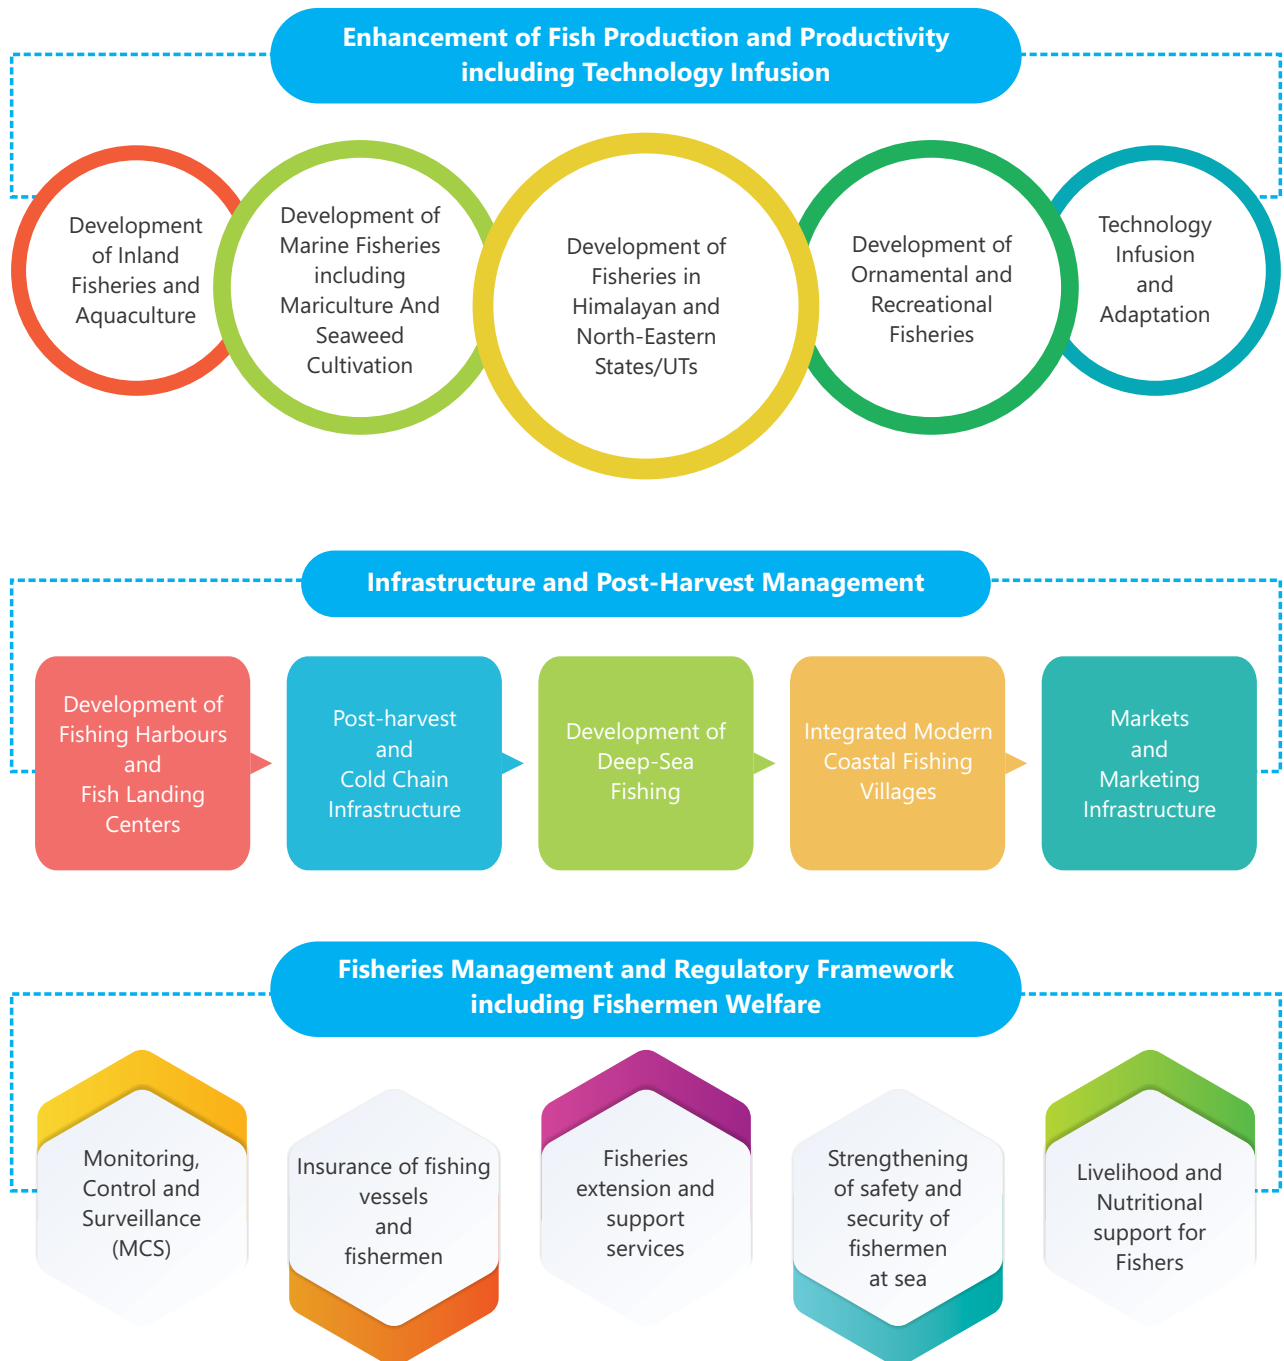 Enhancement of Fish Production and Productivity
including Technology Infusion
Development
of Inland
Fisheries and
Aquaculture
Development of
Marine Fisheries
including
Mariculture And
Seaweed
Cultivation
Development of
Fisheries in
Himalayan and
North-Eastern
States/UTs
Development of
Ornamental and
Recreational
Fisheries
Technology
Infusion
and
Adaptation
Infrastructure and Post-Harvest Management
Development of
Fishing Harbours
and
Fish Landing
Centers
Post-harvest
and
Cold Chain
Infrastructure
Development of
Deep-Sea
Fishing
Integrated Modern
Coastal Fishing
Villages
Markets
and
Marketing
Infrastructure
Fisheries Management and Regulatory Framework
including Fishermen Welfare
Monitoring,
Control and
Surveillance
(MCS)
Insurance of fishing
vessels
and
fishermen
Fisheries
extension and
support
services
Strengthening
of safety and
security of
fishermen
at sea
Livelihood and
Nutritional
support for
Fishers